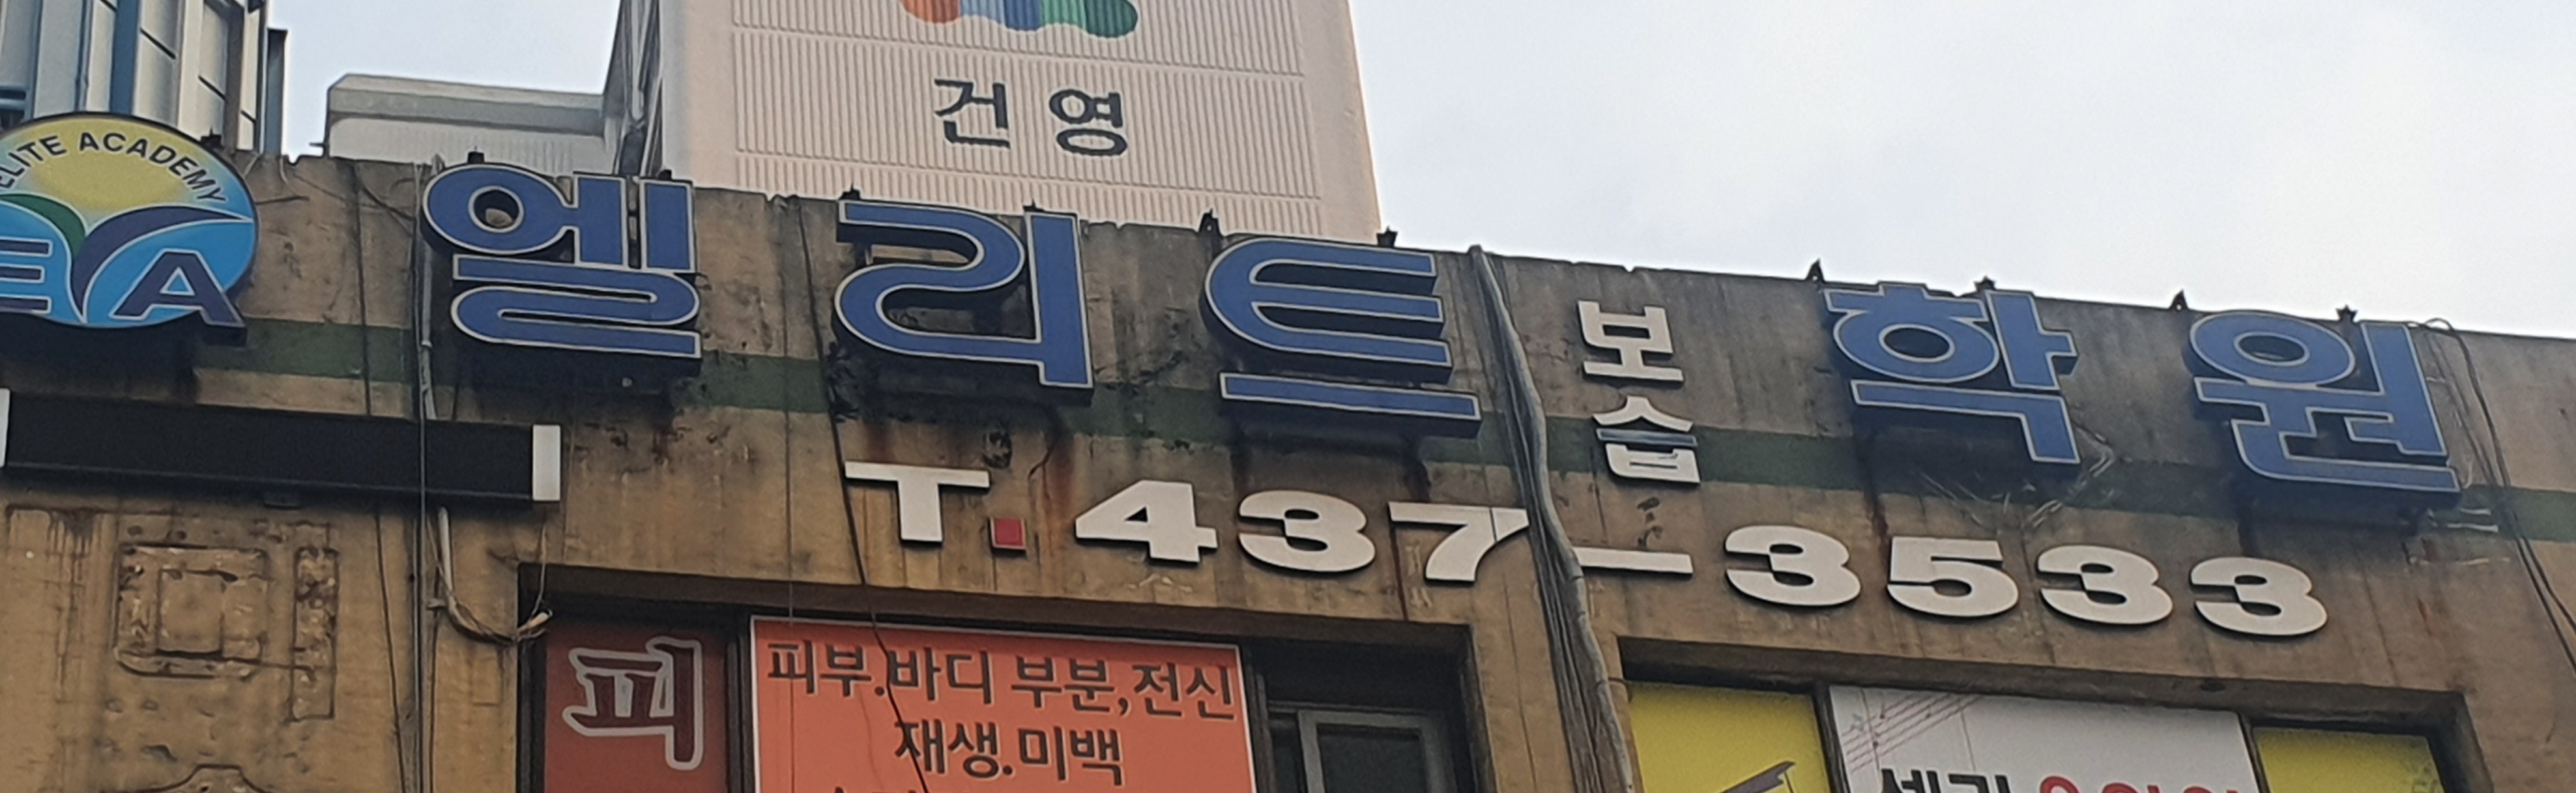 건영
ELITE ACADEMY
EA
엘리트 보습 학원
T.437-3533
피
피부.바디 부분,전신
재생.미백